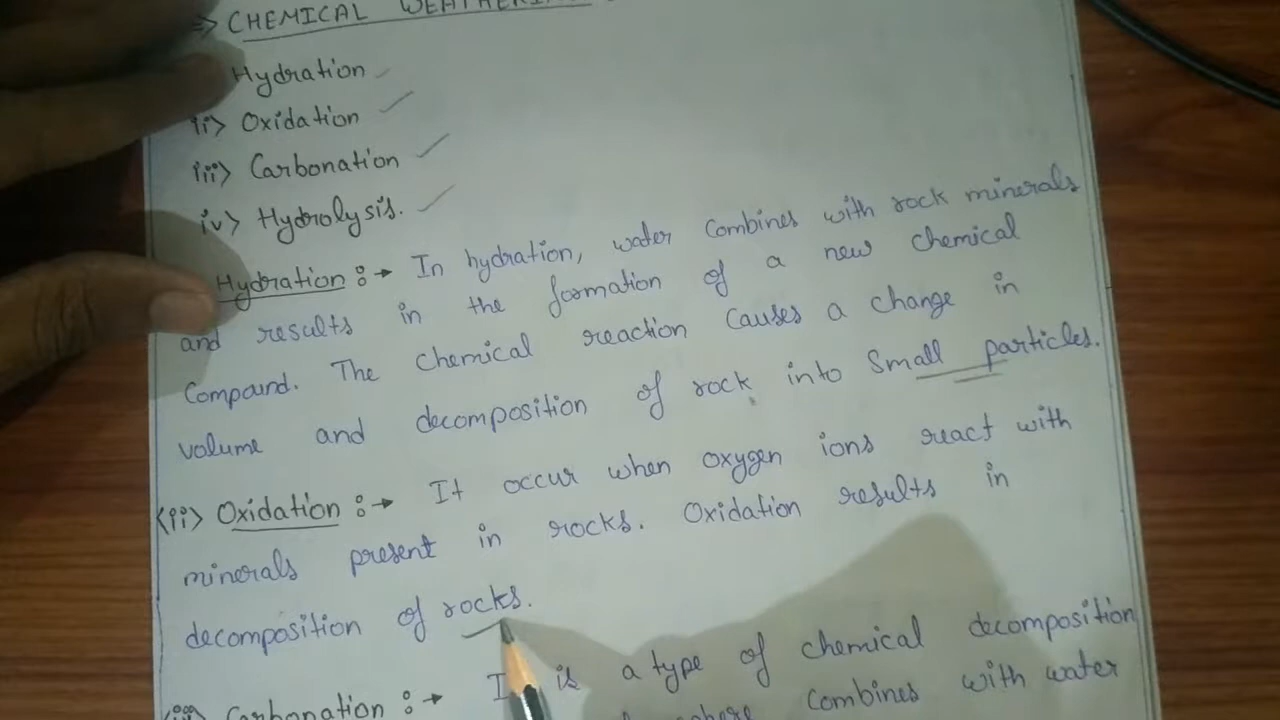 => CHEMICAL WEATHERING
Hydration
ii> Oxidation
iii> Carbonation
iv> Hydrolysis.
Hydration :→ In hydration, water combines with rock minerals
and results in the formation of a new chemical
Compound. The chemical reaction causes a change in
volume and decomposition of rock into small particles.
<ii> Oxidation :→ It occur when oxygen ions react with
minerals present in rocks. Oxidation results in
decomposition of rocks.
Carbonation :→ is a type of chemical decomposition
combines with water